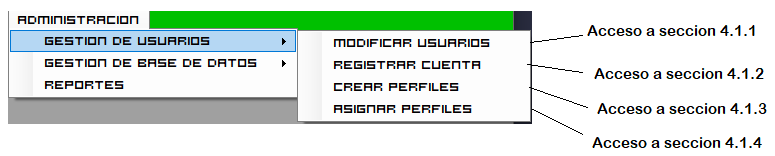 ADMINISTRACION
GESTION DE USUARIOS
GESTION DE BASE DE DATOS
REPORTES
MODIFICAR USUARIOS
REGISTRAR CUENTA
CREAR PERFILES
ASIGNAR PERFILES
Acceso a seccion 4.1.1
Acceso a seccion 4.1.2
Acceso a seccion 4.1.3
Acceso a seccion 4.1.4